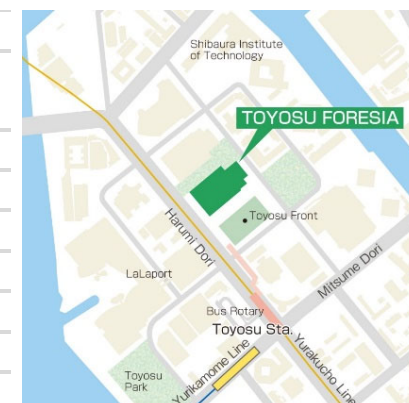 Shibaura Institute
of Technology
TOYOSU FORESIA
Toyosu Front
Harumi Dori
Mitsume Dori
LaLaport
Bus Rotary
Toyosu Sta.
Yurakucho Line
Yurikamome Line
Toyosu
Park